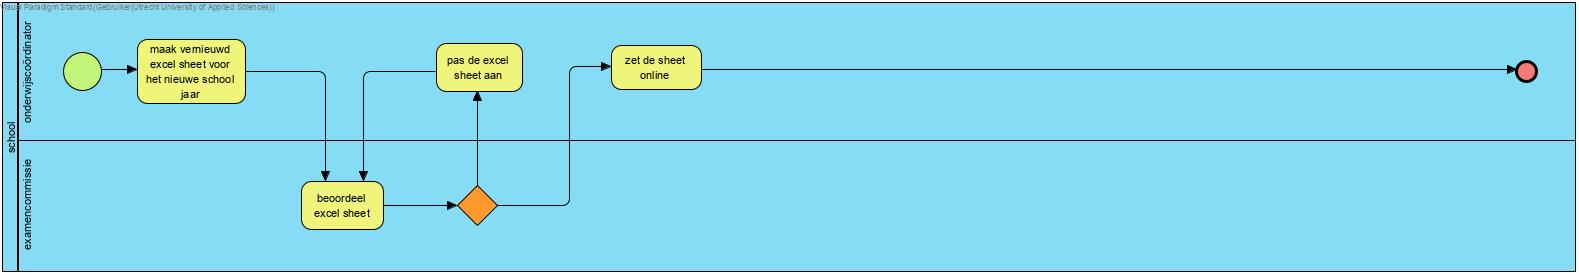 Visual Paradigm Standard(Gebruiker(Utrecht University of Applied Sciences))
school
onderwijscoördinator
maak vernieuwd
excel sheet voor
het nieuwe school
jaar
pas de excel
sheet aan
zet de sheet
online
examencommissie
beoordeel
excel sheet